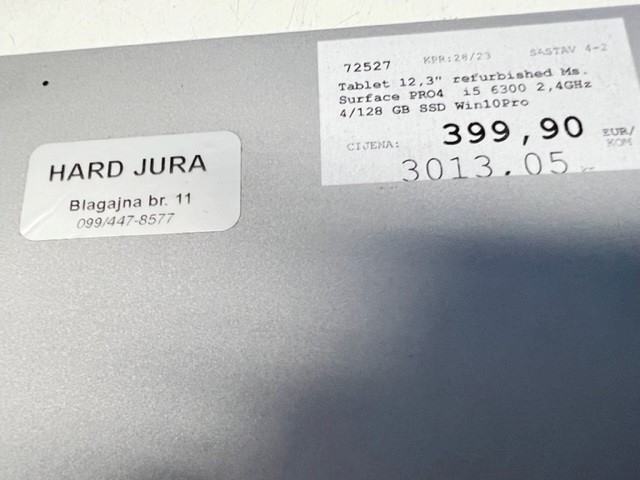 HARD JURA
Blagajna br. 11
099/447-8577
72527 KPR:28/23 SASTAV 4-2
Tablet 12,3" refurbished Ms.
Surface PRO4 i5 6300 2,4GHz
4/128 GB SSD Win10Pro
CIJENA: 399,90 EUR/
KOM
3013.05